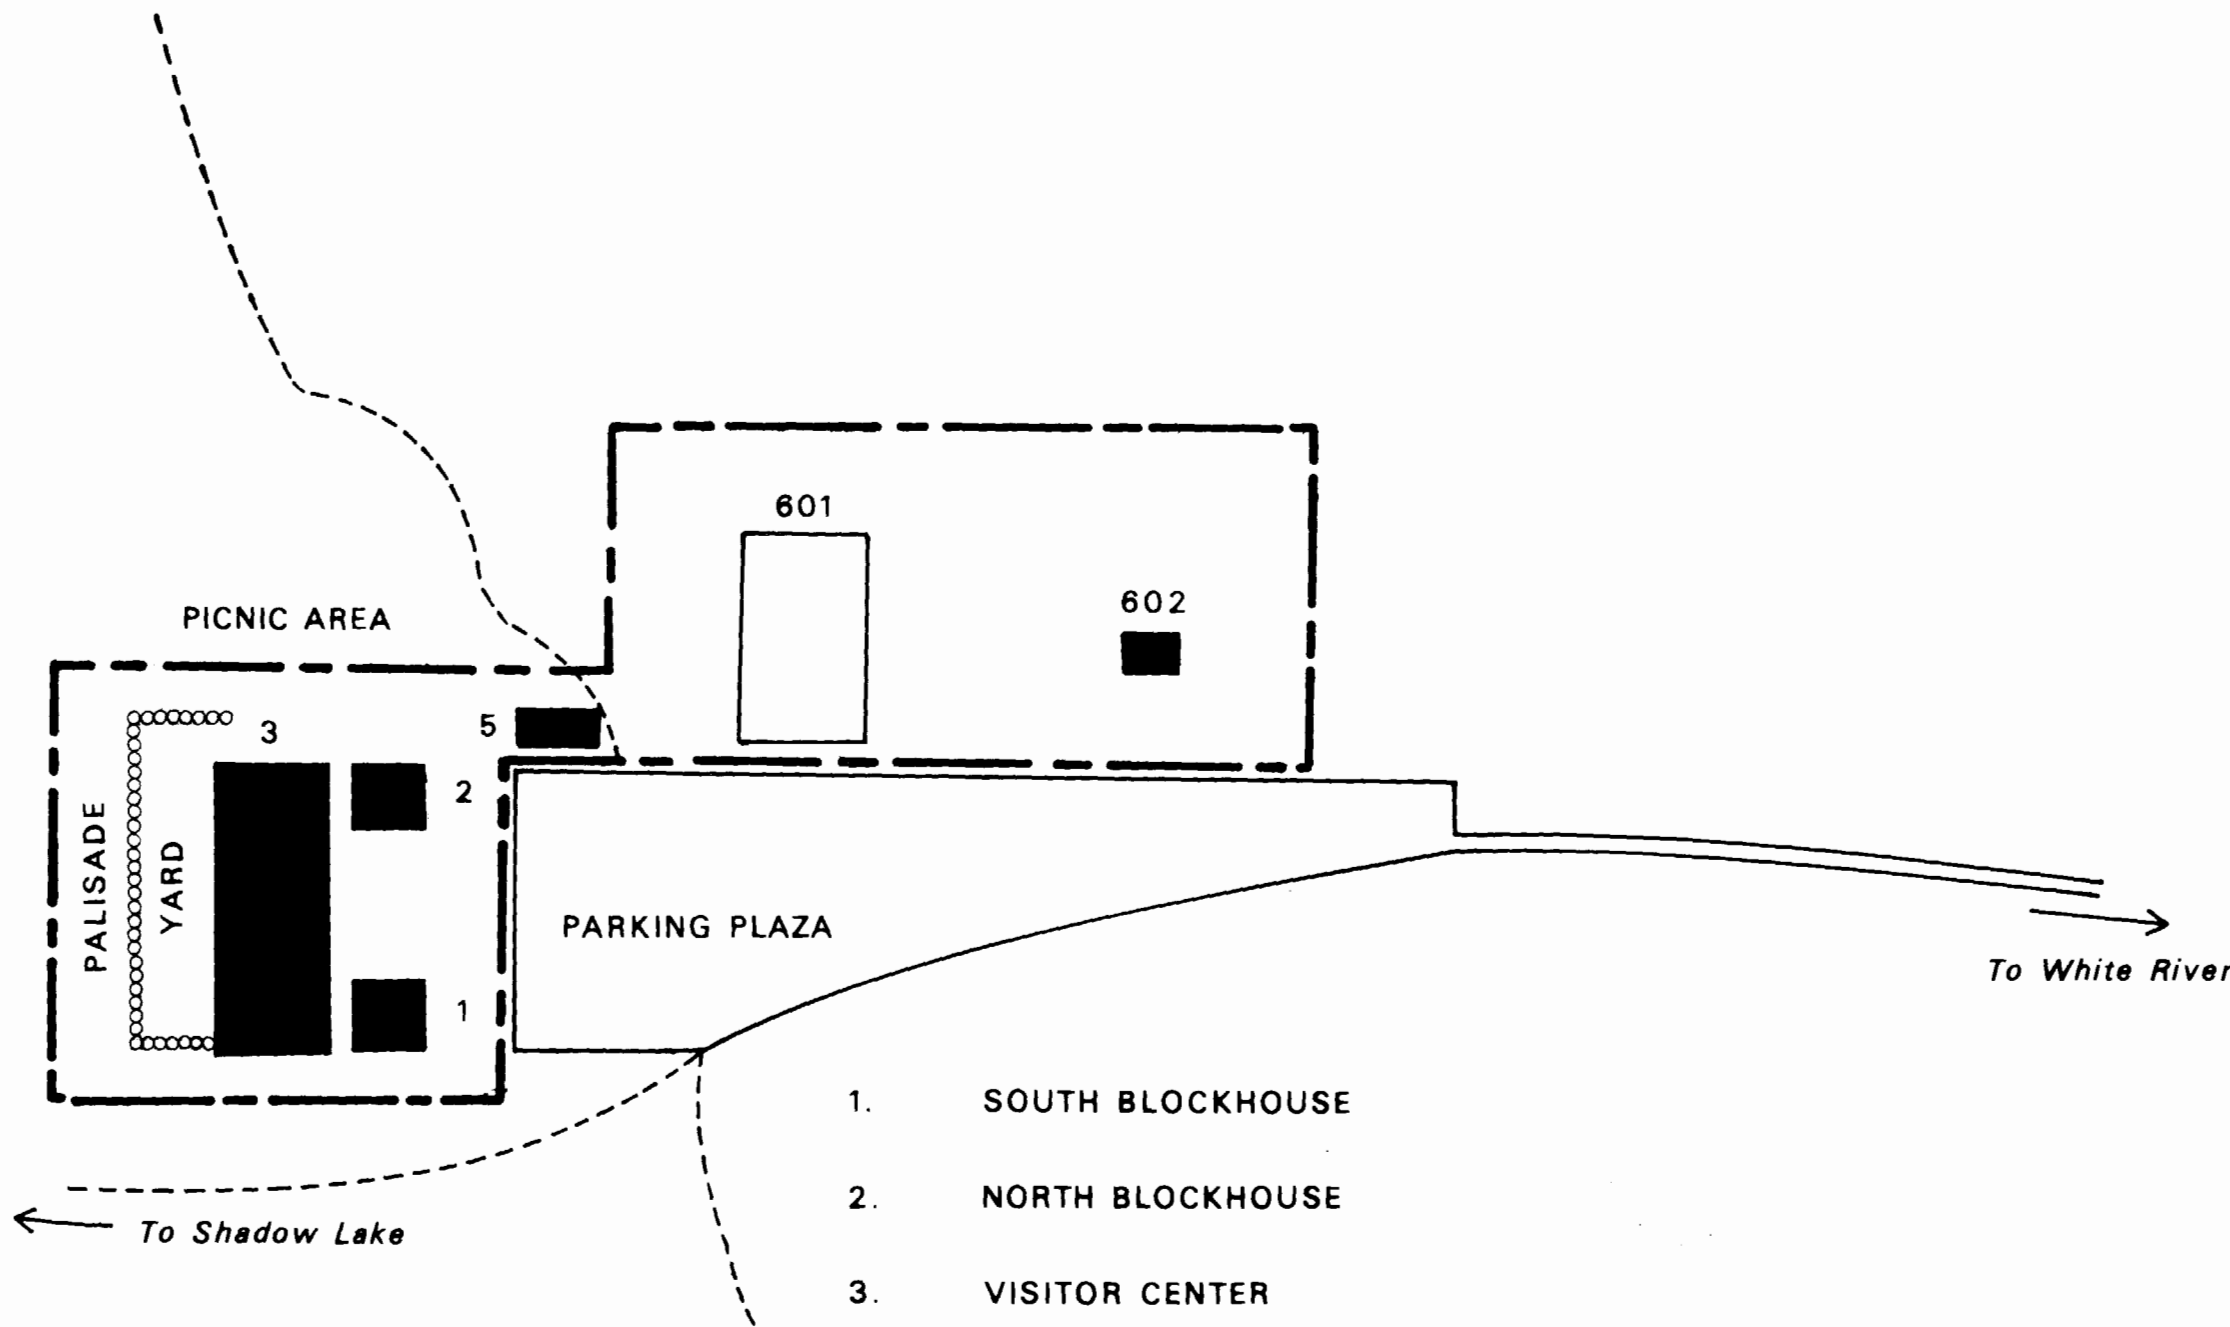 601
602
PICNIC AREA
5
3
2
PALISADE
YARD
PARKING PLAZA
To White River
1
1. SOUTH BLOCKHOUSE
2. NORTH BLOCKHOUSE
To Shadow Lake
3. VISITOR CENTER